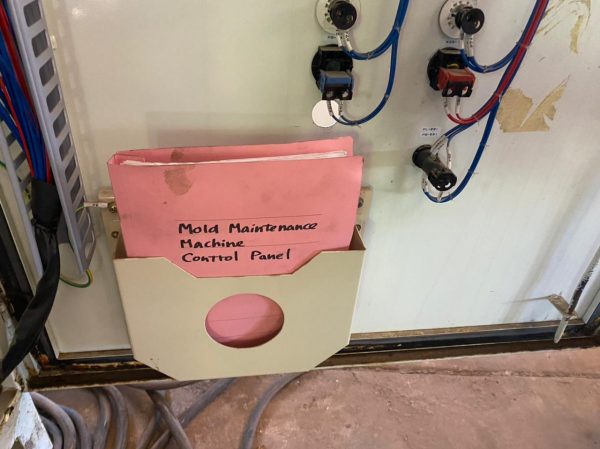 Mold Maintenance
Machine
Control Panel